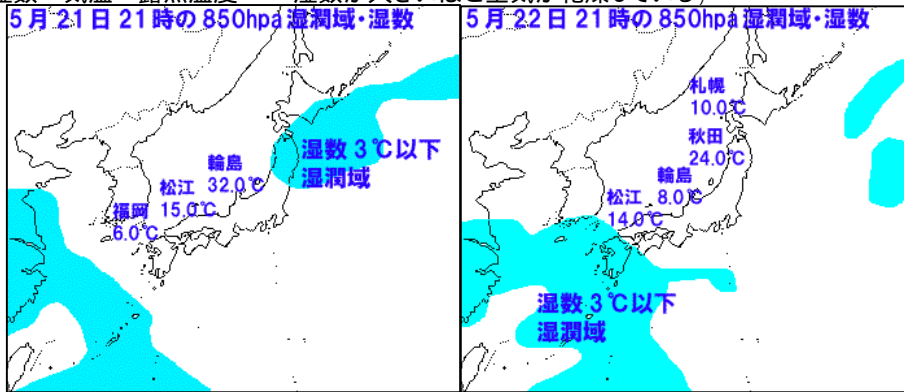 5月21日21時の850hpa湿潤域・湿数
湿数3℃以下
湿潤域
輪島
32.0℃
松江
15.0℃
福岡
6.0℃
5月22日21時の850hpa湿潤域・湿数
札幌
10.0℃
秋田
24.0℃
輪島
8.0℃
松江
14.0℃
湿数3℃以下
湿潤域